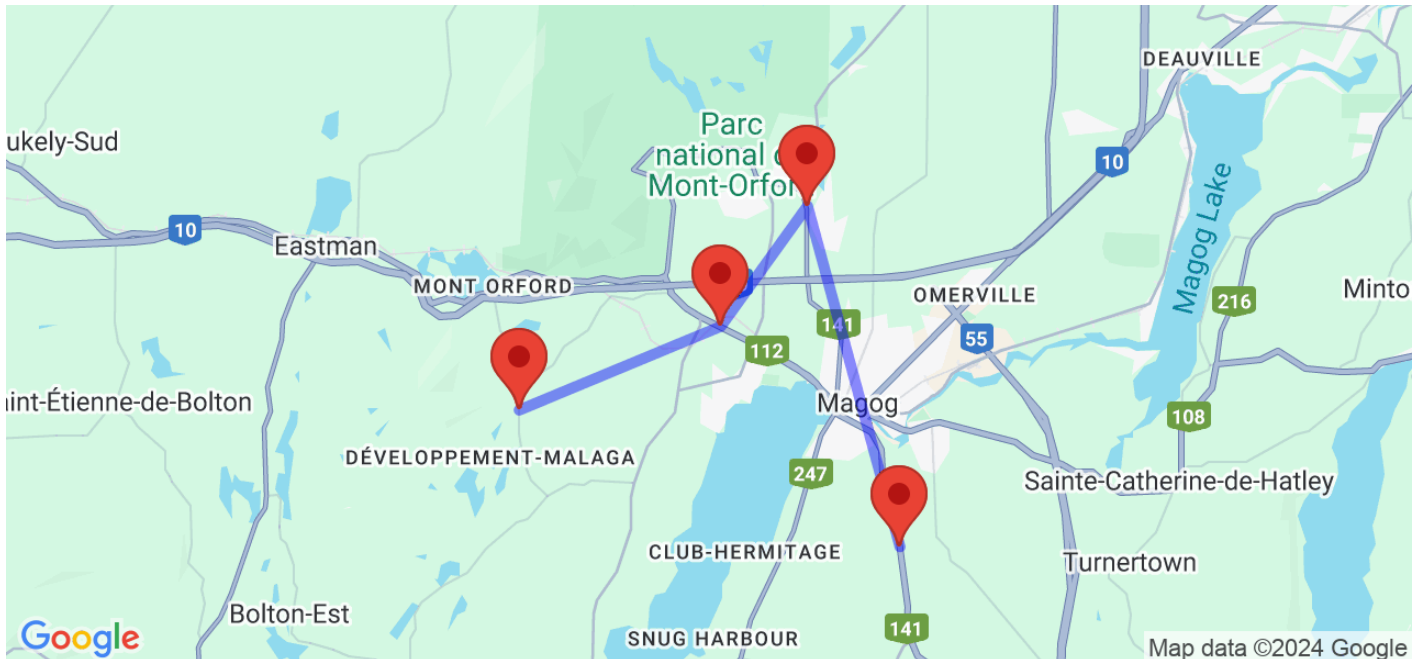 DEAUVILLE
ukely-Sud
Parc
national d
Mont-Orford
10
10
Magog Lake
Eastman
MONT ORFORD
OMERVILLE
216
Minto
141
55
112
aint-Étienne-de-Bolton
Magog
108
DÉVELOPPEMENT-MALAGA
247
Sainte-Catherine-de-Hatley
CLUB-HERMITAGE
Turnertown
Bolton-Est
SNUG HARBOUR
141
Google
Map data ©2024 Google